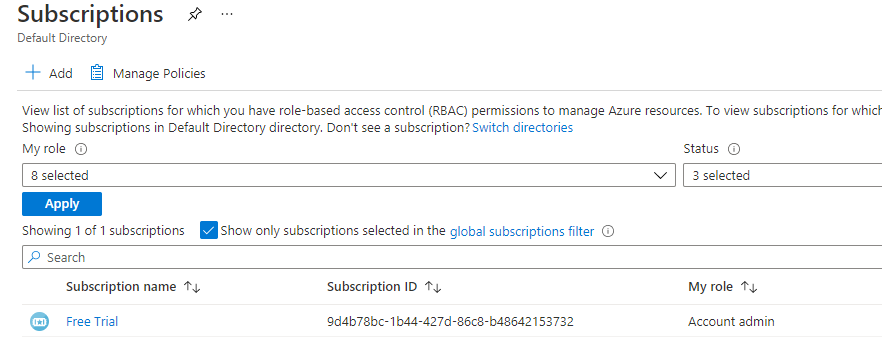 Subscriptions ...
Default Directory
+ Add Manage Policies
View list of subscriptions for which you have role-based access control (RBAC) permissions to manage Azure resources. To view subscriptions for which
Showing subscriptions in Default Directory directory. Don't see a subscription? Switch directories
My role Status
8 selected 3 selected
Apply
Showing 1 of 1 subscriptions Show only subscriptions selected in the global subscriptions filter
Search
Subscription name ↑↓ Subscription ID ↑↓ My role ↑↓
Free Trial 9d4b78bc-1b44-427d-86c8-b48642153732 Account admin